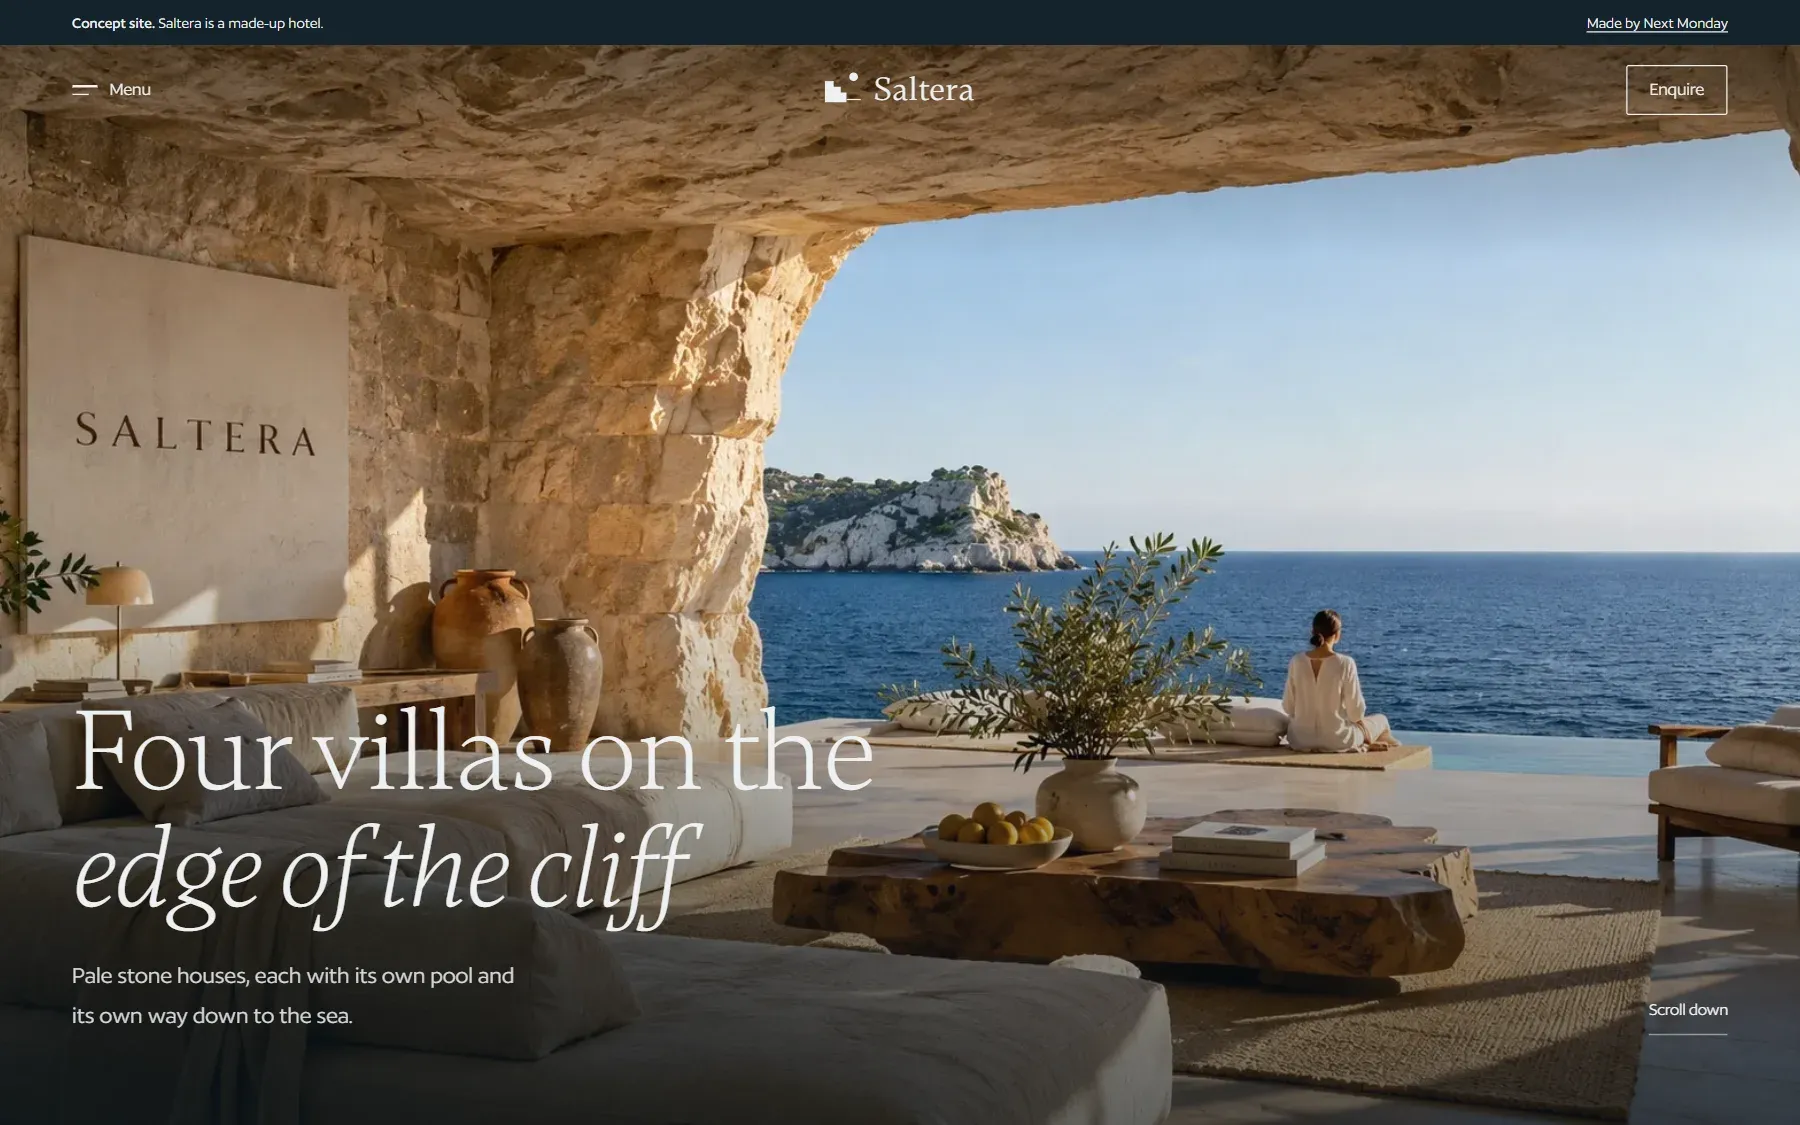 Concept site. Saltera is a made-up hotel.
Made by Next Monday
Menu
Saltera
Enquire
SALTERA
Four villas on the
edge of the cliff
Pale stone houses, each with its own pool and
its own way down to the sea.
Scroll down